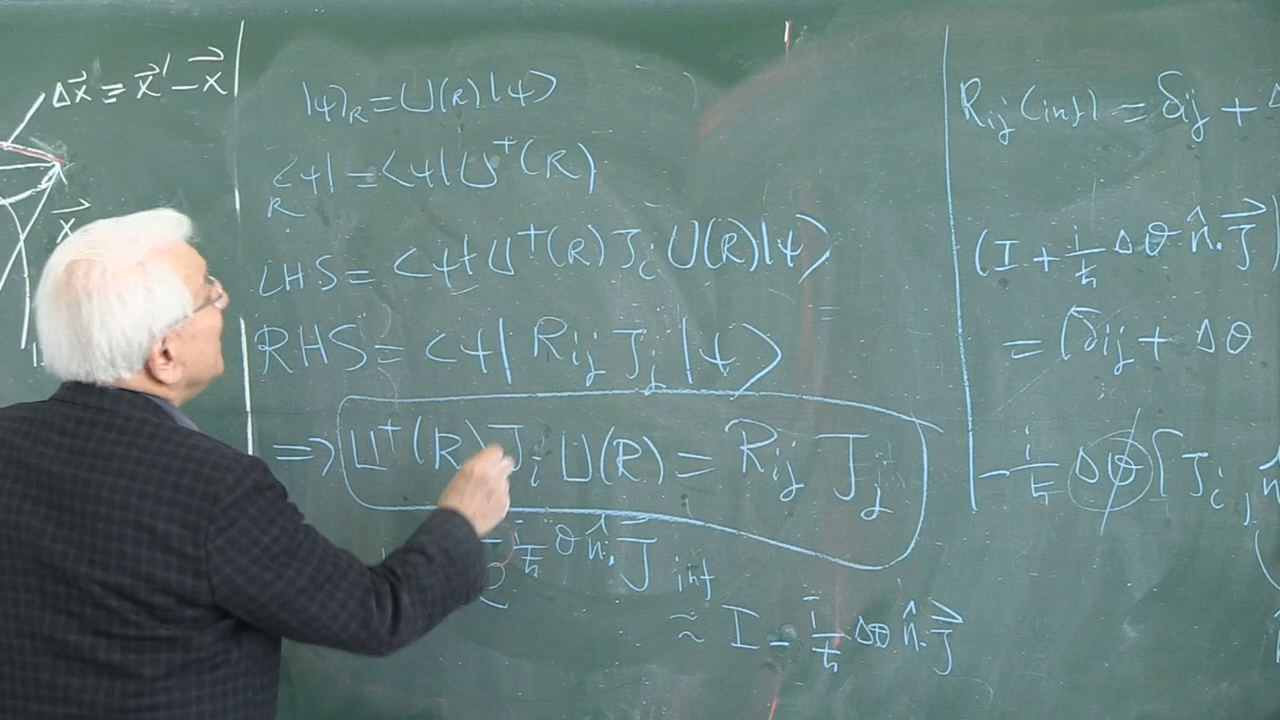 Δx⃗ ≡ x⃗' − x⃗
x⃗
|ψ⟩_R = U(R)|ψ⟩
_R⟨ψ| = ⟨ψ|U†(R)
LHS = ⟨ψ|U†(R) J_i U(R)|ψ⟩
=
RHS = ⟨ψ| R_ij J_j |ψ⟩
⇒ U†(R) J_i U(R) = R_ij J_j
e^{-i/ħ θ n̂·J⃗} inf
≈ I − i/ħ Δθ n̂·J⃗
R_ij(inf) = δ_ij +
(I + i/ħ Δθ n̂·J⃗)
= [δ_ij + Δθ
− i/ħ Δθ [J_i,